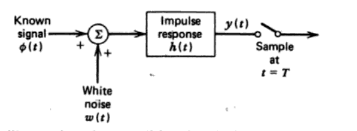 Known
signal
ϕ(t)
+
Σ
+
White
noise
w(t)
Impulse
response
h(t)
y(t)
Sample
at
t = T